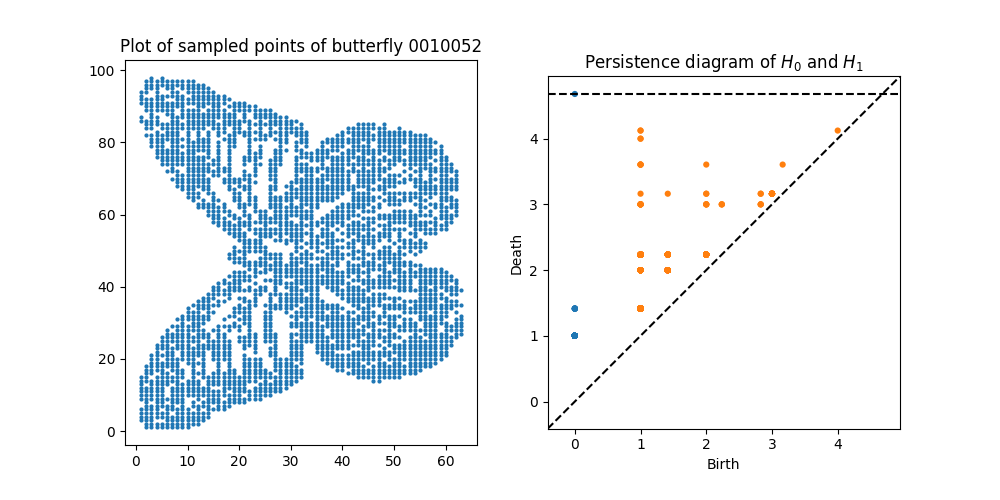 Plot of sampled points of butterfly 0010052
100
80
60
40
20
0
0 10 20 30 40 50 60
Persistence diagram of H₀ and H₁
Death
4
3
2
1
0
0 1 2 3 4
Birth